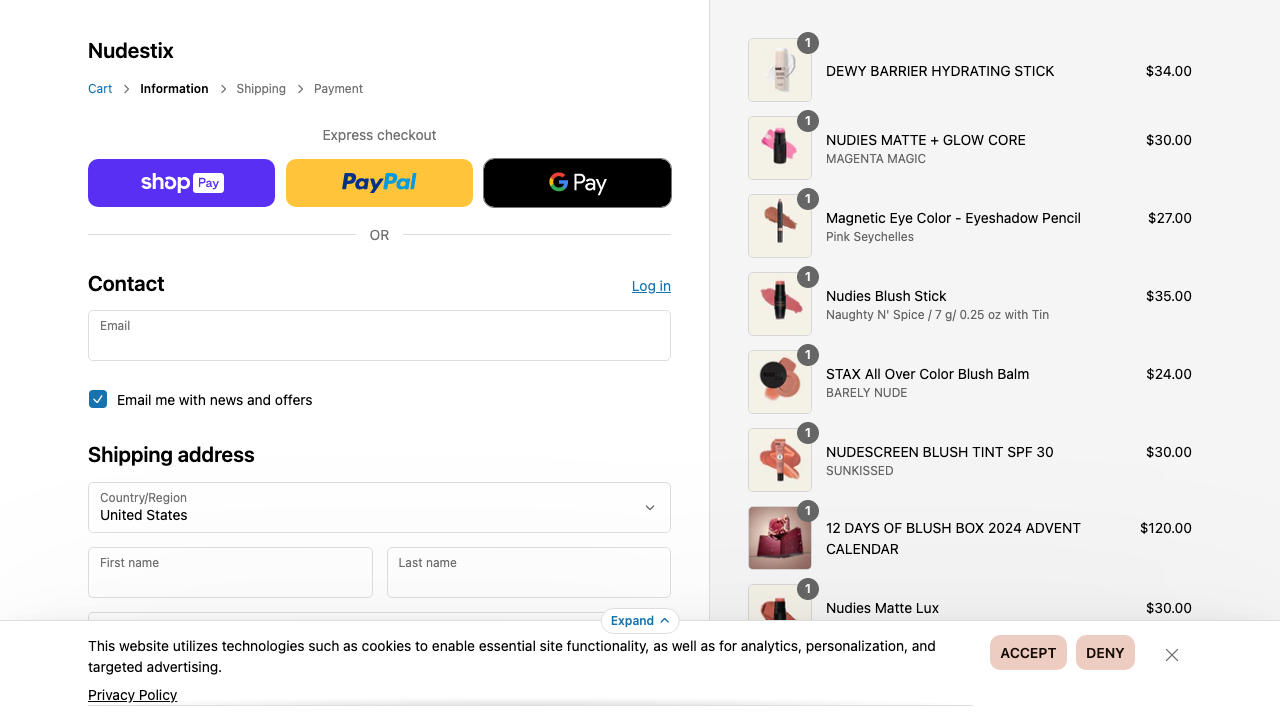 Nudestix
Cart > Information > Shipping > Payment
Express checkout
shop Pay
PayPal
G Pay
OR
Contact
Log in
Email
Email me with news and offers
Shipping address
Country/Region
United States
First name
Last name
1
DEWY BARRIER HYDRATING STICK
$34.00
1
NUDIES MATTE + GLOW CORE
$30.00
MAGENTA MAGIC
1
Magnetic Eye Color - Eyeshadow Pencil
$27.00
Pink Seychelles
1
Nudies Blush Stick
$35.00
Naughty N' Spice / 7 g/ 0.25 oz with Tin
1
STAX All Over Color Blush Balm
$24.00
BARELY NUDE
1
NUDESCREEN BLUSH TINT SPF 30
$30.00
SUNKISSED
1
12 DAYS OF BLUSH BOX 2024 ADVENT
CALENDAR
$120.00
1
Nudies Matte Lux
$30.00
Expand
This website utilizes technologies such as cookies to enable essential site functionality, as well as for analytics, personalization, and
targeted advertising.
Privacy Policy
ACCEPT
DENY